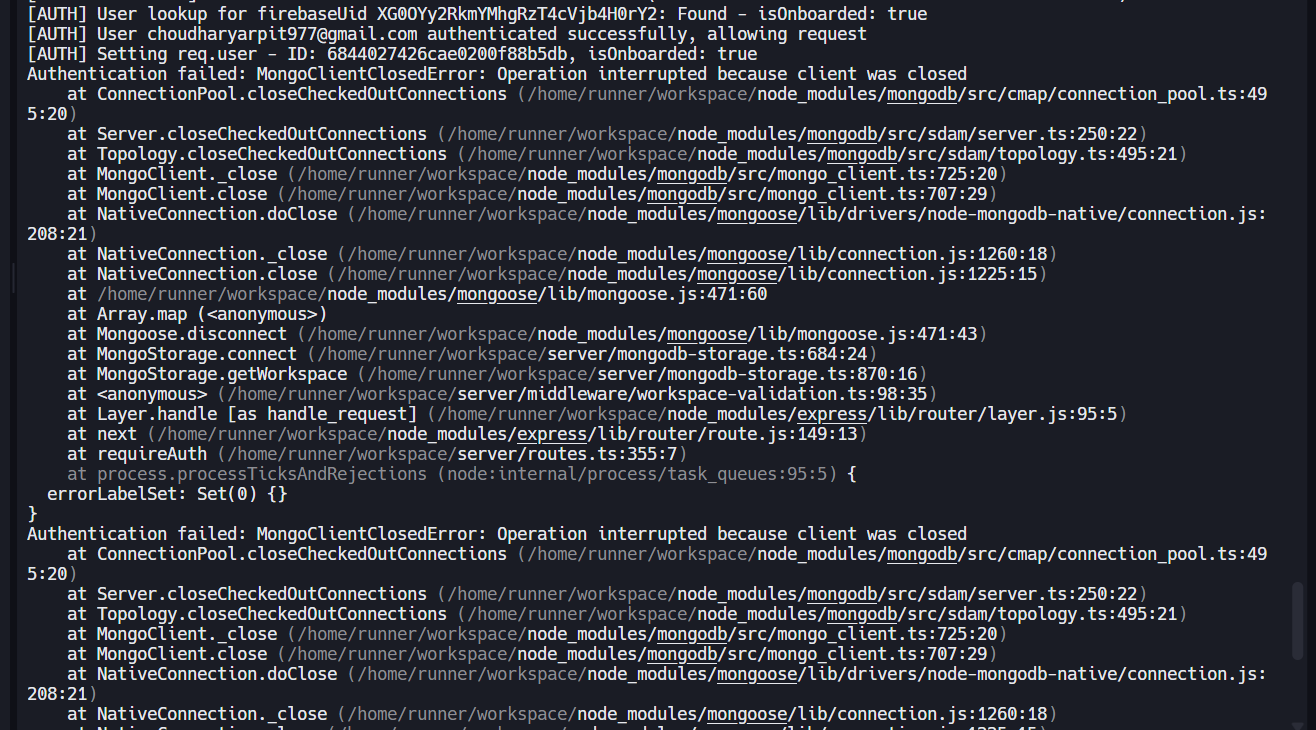 [AUTH] User lookup for firebaseUid XG0OYy2RkmYMhgRzT4cVjb4H0rY2: Found - isOnboarded: true
[AUTH] User choudharyarpit977@gmail.com authenticated successfully, allowing request
[AUTH] Setting req.user - ID: 6844027426cae0200f88b5db, isOnboarded: true
Authentication failed: MongoClientClosedError: Operation interrupted because client was closed
    at ConnectionPool.closeCheckedOutConnections (/home/runner/workspace/node_modules/mongodb/src/cmap/connection_pool.ts:49
5:20)
    at Server.closeCheckedOutConnections (/home/runner/workspace/node_modules/mongodb/src/sdam/server.ts:250:22)
    at Topology.closeCheckedOutConnections (/home/runner/workspace/node_modules/mongodb/src/sdam/topology.ts:495:21)
    at MongoClient._close (/home/runner/workspace/node_modules/mongodb/src/mongo_client.ts:725:20)
    at MongoClient.close (/home/runner/workspace/node_modules/mongodb/src/mongo_client.ts:707:29)
    at NativeConnection.doClose (/home/runner/workspace/node_modules/mongoose/lib/drivers/node-mongodb-native/connection.js:
208:21)
    at NativeConnection._close (/home/runner/workspace/node_modules/mongoose/lib/connection.js:1260:18)
    at NativeConnection.close (/home/runner/workspace/node_modules/mongoose/lib/connection.js:1225:15)
    at /home/runner/workspace/node_modules/mongoose/lib/mongoose.js:471:60
    at Array.map (<anonymous>)
    at Mongoose.disconnect (/home/runner/workspace/node_modules/mongoose/lib/mongoose.js:471:43)
    at MongoStorage.connect (/home/runner/workspace/server/mongodb-storage.ts:684:24)
    at MongoStorage.getWorkspace (/home/runner/workspace/server/mongodb-storage.ts:870:16)
    at <anonymous> (/home/runner/workspace/server/middleware/workspace-validation.ts:98:35)
    at Layer.handle [as handle_request] (/home/runner/workspace/node_modules/express/lib/router/layer.js:95:5)
    at next (/home/runner/workspace/node_modules/express/lib/router/route.js:149:13)
    at requireAuth (/home/runner/workspace/server/routes.ts:355:7)
    at process.processTicksAndRejections (node:internal/process/task_queues:95:5) {
  errorLabelSet: Set(0) {}
}
Authentication failed: MongoClientClosedError: Operation interrupted because client was closed
    at ConnectionPool.closeCheckedOutConnections (/home/runner/workspace/node_modules/mongodb/src/cmap/connection_pool.ts:49
5:20)
    at Server.closeCheckedOutConnections (/home/runner/workspace/node_modules/mongodb/src/sdam/server.ts:250:22)
    at Topology.closeCheckedOutConnections (/home/runner/workspace/node_modules/mongodb/src/sdam/topology.ts:495:21)
    at MongoClient._close (/home/runner/workspace/node_modules/mongodb/src/mongo_client.ts:725:20)
    at MongoClient.close (/home/runner/workspace/node_modules/mongodb/src/mongo_client.ts:707:29)
    at NativeConnection.doClose (/home/runner/workspace/node_modules/mongoose/lib/drivers/node-mongodb-native/connection.js:
208:21)
    at NativeConnection._close (/home/runner/workspace/node_modules/mongoose/lib/connection.js:1260:18)